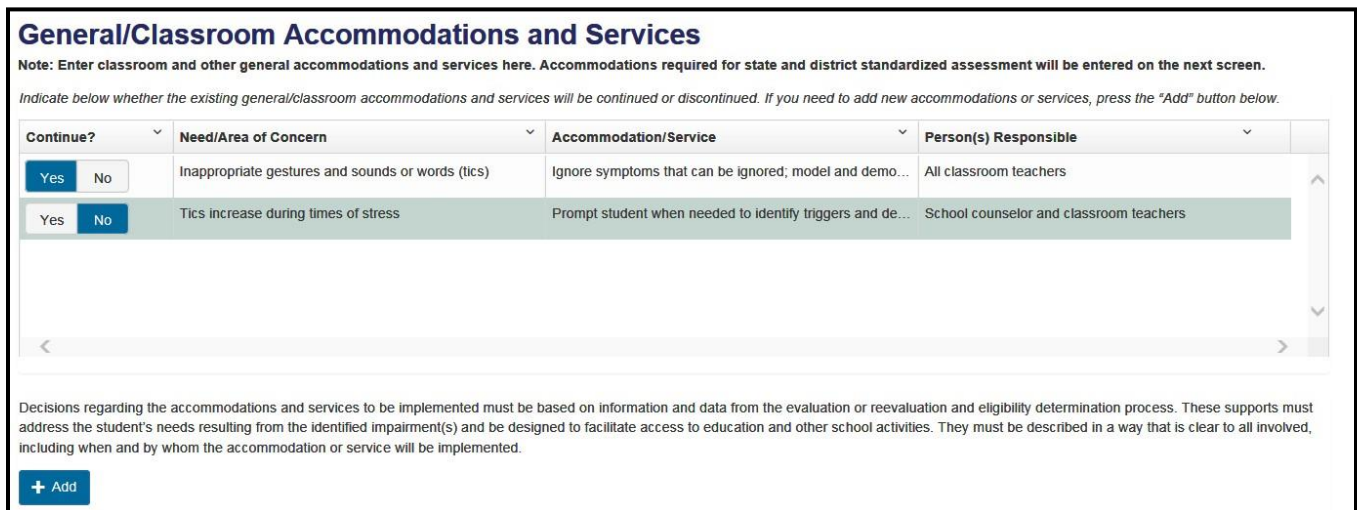 General/Classroom Accommodations and Services
Note: Enter classroom and other general accommodations and services here. Accommodations required for state and district standardized assessment will be entered on the next screen.
Indicate below whether the existing general/classroom accommodations and services will be continued or discontinued. If you need to add new accommodations or services, press the "Add" button below.
Continue? Need/Area of Concern Accommodation/Service Person(s) Responsible
Yes No Inappropriate gestures and sounds or words (tics) Ignore symptoms that can be ignored; model and demo... All classroom teachers
Yes No Tics increase during times of stress Prompt student when needed to identify triggers and de... School counselor and classroom teachers
Decisions regarding the accommodations and services to be implemented must be based on information and data from the evaluation or reevaluation and eligibility determination process. These supports must
address the student's needs resulting from the identified impairment(s) and be designed to facilitate access to education and other school activities. They must be described in a way that is clear to all involved,
including when and by whom the accommodation or service will be implemented.
+ Add